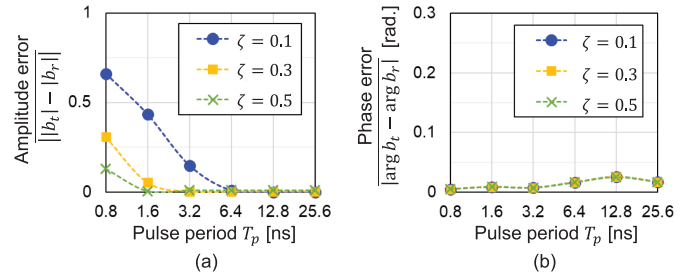 Amplitude error
||b_t| − |b_r||
1
0.5
0
0.8 1.6 3.2 6.4 12.8 25.6
Pulse period T_p [ns]
ζ = 0.1
ζ = 0.3
ζ = 0.5
(a)
Phase error
|arg b_t − arg b_r| [rad.]
0.3
0.2
0.1
0
0.8 1.6 3.2 6.4 12.8 25.6
Pulse period T_p [ns]
ζ = 0.1
ζ = 0.3
ζ = 0.5
(b)